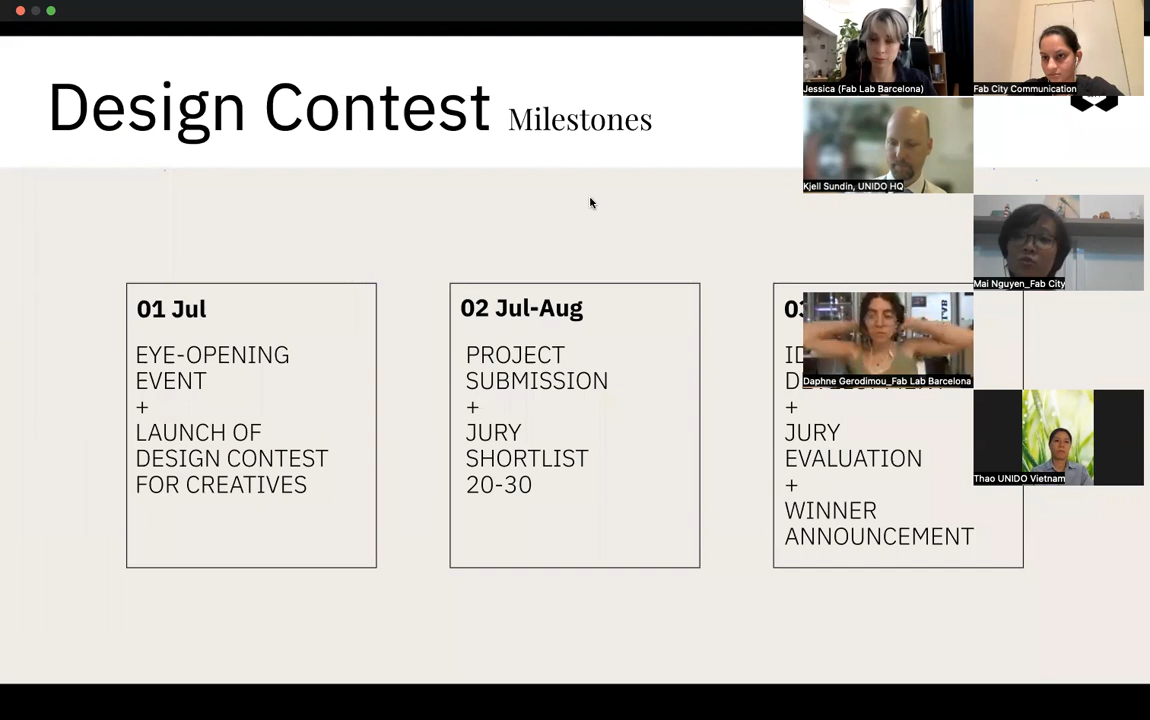 Design Contest Milestones
01 Jul
EYE-OPENING
EVENT
+
LAUNCH OF
DESIGN CONTEST
FOR CREATIVES
02 Jul-Aug
PROJECT
SUBMISSION
+
JURY
SHORTLIST
20-30
03
+
JURY
EVALUATION
+
WINNER
ANNOUNCEMENT
Jessica (Fab Lab Barcelona)
Fab City Communication
Kjell Sundin, UNIDO HQ
Mai Nguyen_Fab City
Daphne Gerodimou_Fab Lab Barcelona
Thao UNIDO Vietnam